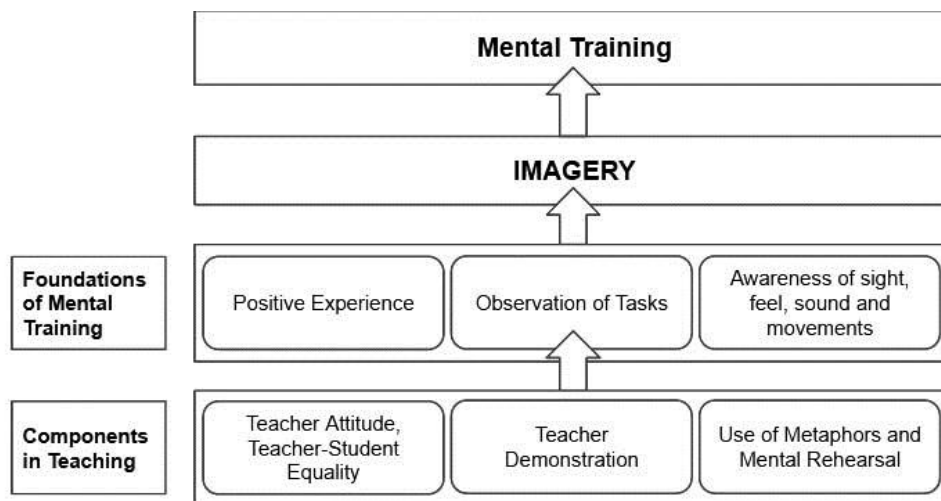 Mental Training
IMAGERY
Foundations
of Mental
Training
Positive Experience
Observation of Tasks
Awareness of sight,
feel, sound and
movements
Components
in Teaching
Teacher Attitude,
Teacher-Student
Equality
Teacher
Demonstration
Use of Metaphors and
Mental Rehearsal